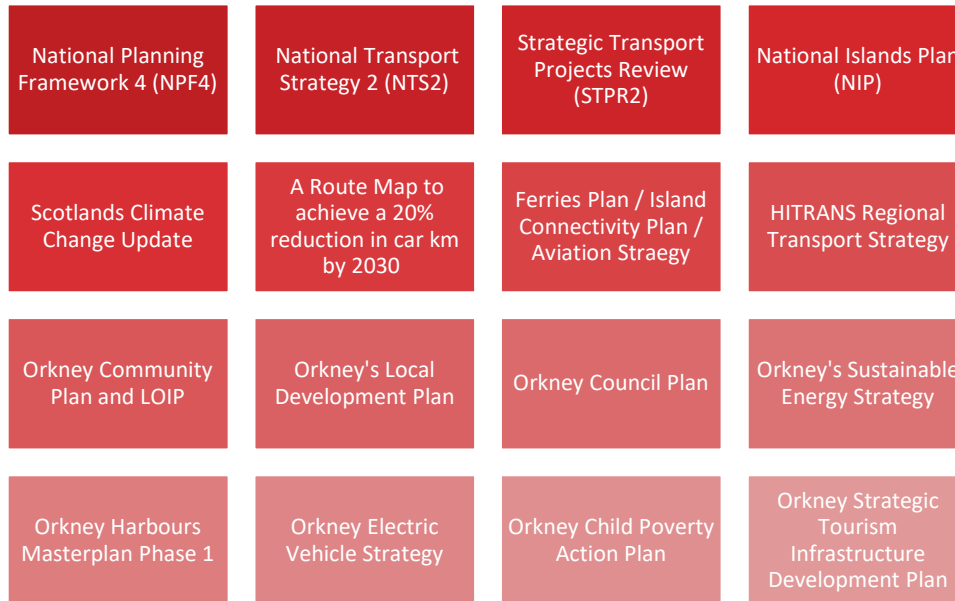 National Planning
Framework 4 (NPF4)
National Transport
Strategy 2 (NTS2)
Strategic Transport
Projects Review
(STPR2)
National Islands Plan
(NIP)
Scotlands Climate
Change Update
A Route Map to
achieve a 20%
reduction in car km
by 2030
Ferries Plan / Island
Connectivity Plan /
Aviation Straegy
HITRANS Regional
Transport Strategy
Orkney Community
Plan and LOIP
Orkney's Local
Development Plan
Orkney Council Plan
Orkney's Sustainable
Energy Strategy
Orkney Harbours
Masterplan Phase 1
Orkney Electric
Vehicle Strategy
Orkney Child Poverty
Action Plan
Orkney Strategic
Tourism
Infrastructure
Development Plan